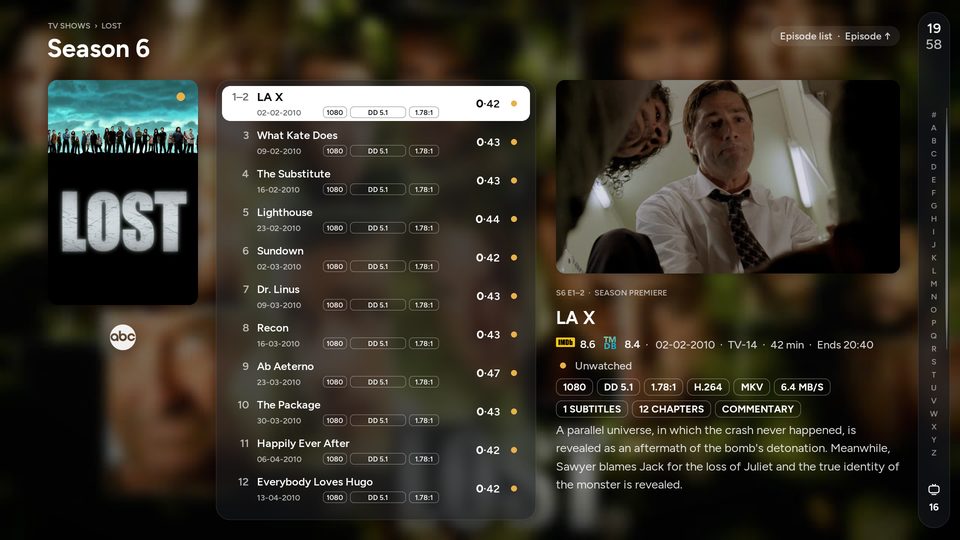 TV SHOWS › LOST
Season 6
Episode list · Episode ↑
19
58
LOST
abc
1–2 LA X 0:42
02-02-2010 1080 DD 5.1 1.78:1
3 What Kate Does 0:43
09-02-2010 1080 DD 5.1 1.78:1
4 The Substitute 0:43
16-02-2010 1080 DD 5.1 1.78:1
5 Lighthouse 0:44
23-02-2010 1080 DD 5.1 1.78:1
6 Sundown 0:42
02-03-2010 1080 DD 5.1 1.78:1
7 Dr. Linus 0:43
09-03-2010 1080 DD 5.1 1.78:1
8 Recon 0:43
16-03-2010 1080 DD 5.1 1.78:1
9 Ab Aeterno 0:47
23-03-2010 1080 DD 5.1 1.78:1
10 The Package 0:43
30-03-2010 1080 DD 5.1 1.78:1
11 Happily Ever After 0:42
06-04-2010 1080 DD 5.1 1.78:1
12 Everybody Loves Hugo 0:42
13-04-2010 1080 DD 5.1 1.78:1
S6 E1–2 · SEASON PREMIERE
LA X
IMDb 8.6 TMDB 8.4 · 02-02-2010 · TV-14 · 42 min · Ends 20:40
Unwatched
1080 DD 5.1 1.78:1 H.264 MKV 6.4 MB/S
1 SUBTITLES 12 CHAPTERS COMMENTARY
A parallel universe, in which the crash never happened, is
revealed as an aftermath of the bomb's detonation. Meanwhile,
Sawyer blames Jack for the loss of Juliet and the true identity of
the monster is revealed.
#
A
B
C
D
E
F
G
H
I
J
K
L
M
N
O
P
Q
R
S
T
U
V
W
X
Y
Z
16